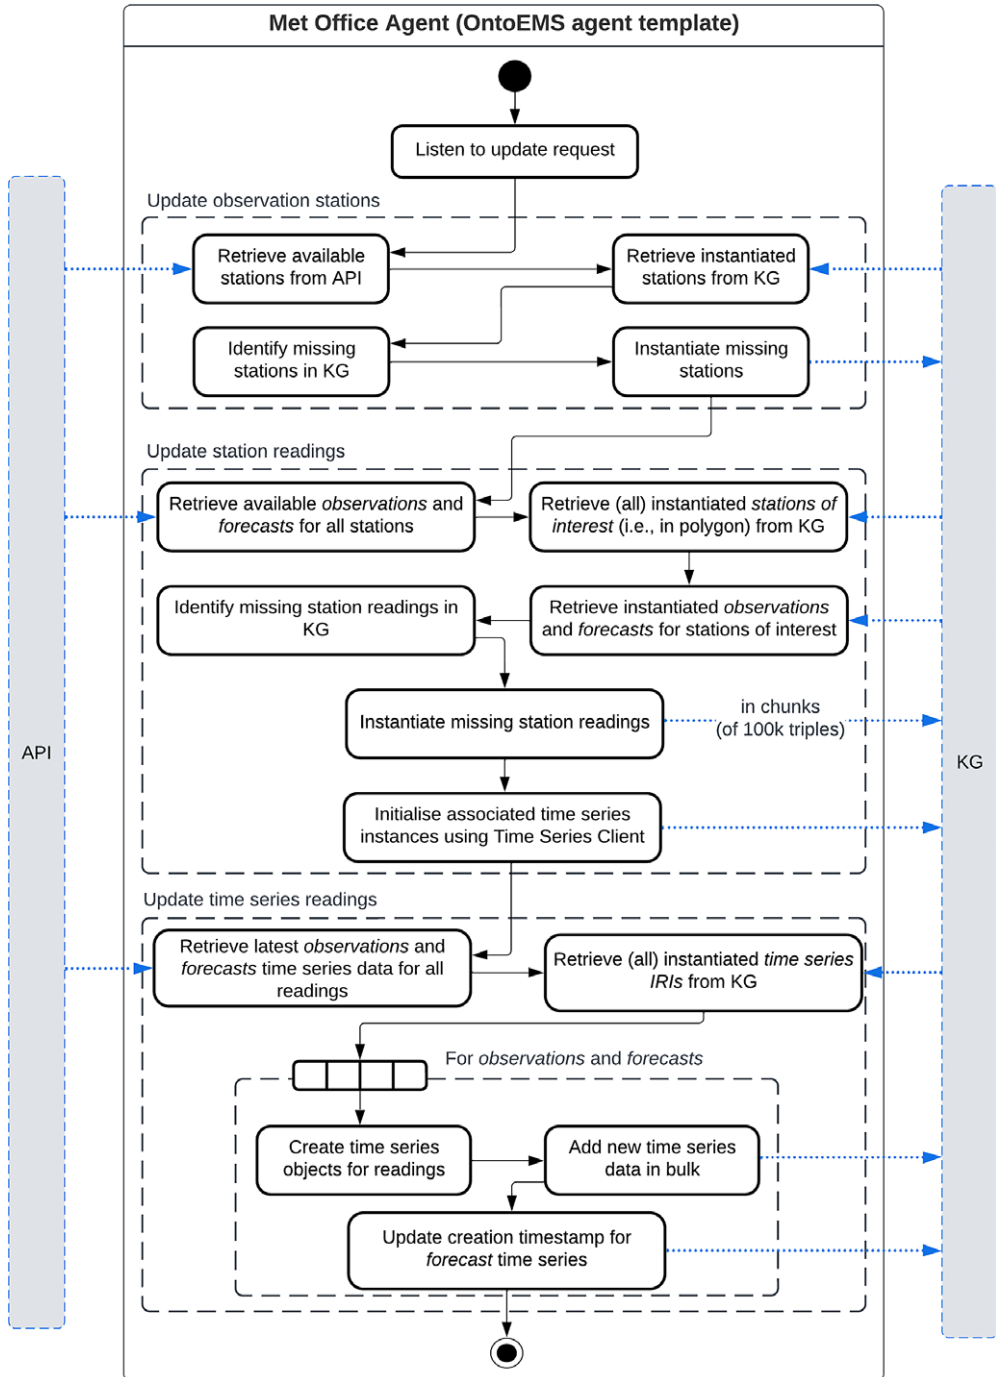 Met Office Agent (OntoEMS agent template)
Listen to update request
Update observation stations
Retrieve available
stations from API
Retrieve instantiated
stations from KG
Identify missing
stations in KG
Instantiate missing
stations
Update station readings
Retrieve available observations and
forecasts for all stations
Retrieve (all) instantiated stations of
interest (i.e., in polygon) from KG
Identify missing station readings in
KG
Retrieve instantiated observations
and forecasts for stations of interest
Instantiate missing station readings
in chunks
(of 100k triples)
API
KG
Initialise associated time series
instances using Time Series Client
Update time series readings
Retrieve latest observations and
forecasts time series data for all
readings
Retrieve (all) instantiated time series
IRIs from KG
For observations and forecasts
Create time series
objects for readings
Add new time series
data in bulk
Update creation timestamp for
forecast time series